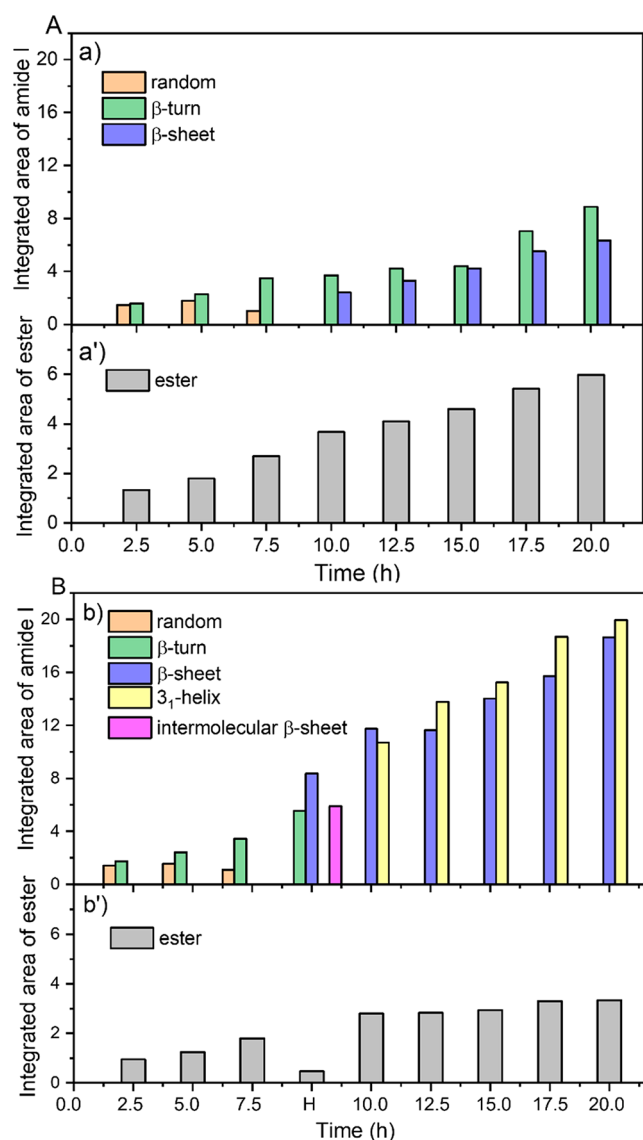 A
a)
random
β-turn
β-sheet
Integrated area of amide I
20
16
12
8
4
0
a')
ester
Integrated area of ester
6
4
2
0
0.0 2.5 5.0 7.5 10.0 12.5 15.0 17.5 20.0
Time (h)
B
b)
random
β-turn
β-sheet
3₁-helix
intermolecular β-sheet
Integrated area of amide I
20
16
12
8
4
0
b')
ester
Integrated area of ester
6
4
2
0
0.0 2.5 5.0 7.5 H 10.0 12.5 15.0 17.5 20.0
Time (h)